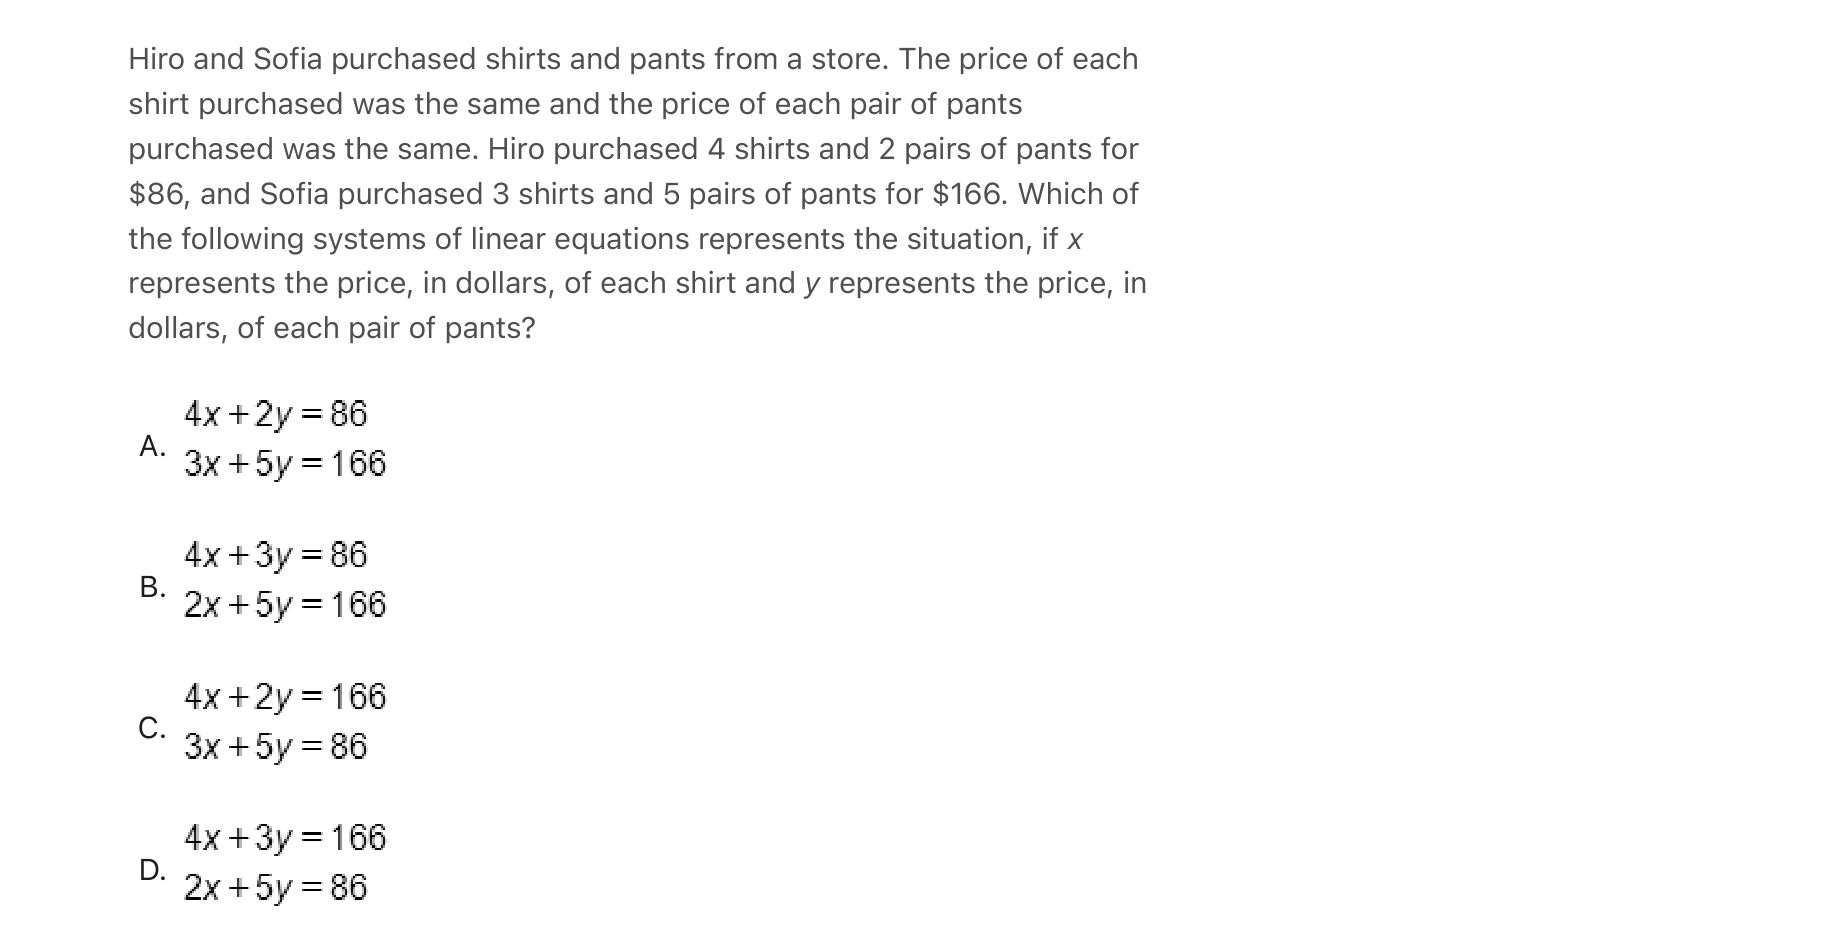 Hiro and Sofia purchased shirts and pants from a store. The price of each
shirt purchased was the same and the price of each pair of pants
purchased was the same. Hiro purchased 4 shirts and 2 pairs of pants for
$86, and Sofia purchased 3 shirts and 5 pairs of pants for $166. Which of
the following systems of linear equations represents the situation, if x
represents the price, in dollars, of each shirt and y represents the price, in
dollars, of each pair of pants?
A.
4x + 2y = 86
3x + 5y = 166
B.
4x + 3y = 86
2x + 5y = 166
C.
4x + 2y = 166
3x + 5y = 86
D.
4x + 3y = 166
2x + 5y = 86